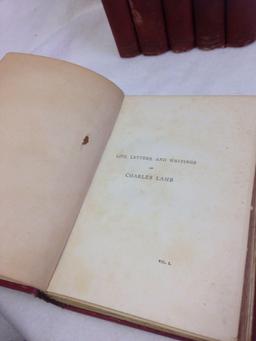 LIFE, LETTERS, AND WRITINGS
OF
CHARLES LAMB
VOL. I.